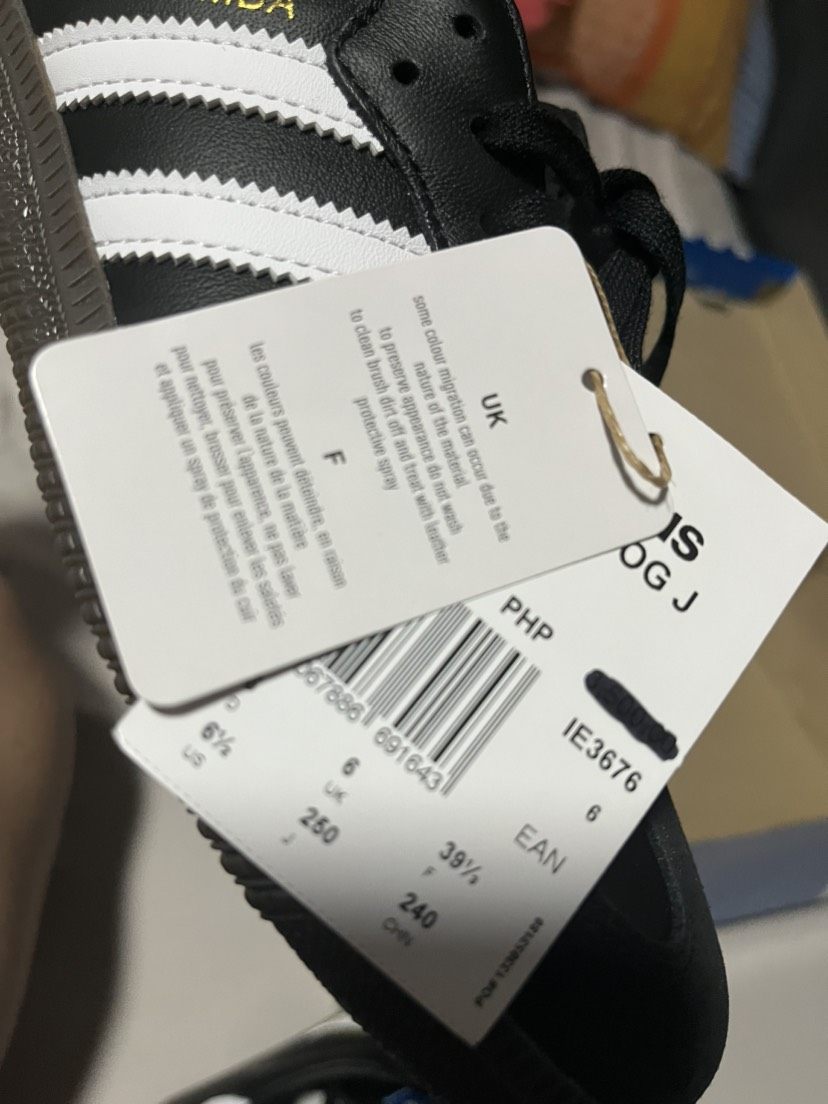 UK
some colour migration can occur due to the
nature of the material
to preserve appearance do not wash
to clean brush dirt off and treat with leather
protective spray
F
les couleurs peuvent déteindre, en raison
de la nature de la matière
pour préserver l'apparence, ne pas laver
pour nettoyer, brosser pour enlever les saletés
et appliquer un spray de protection du cuir
OG J
PHP
IE3676
6
EAN
067886 691643
6½
US
6
UK
39⅓
F
250
J
240
CHN